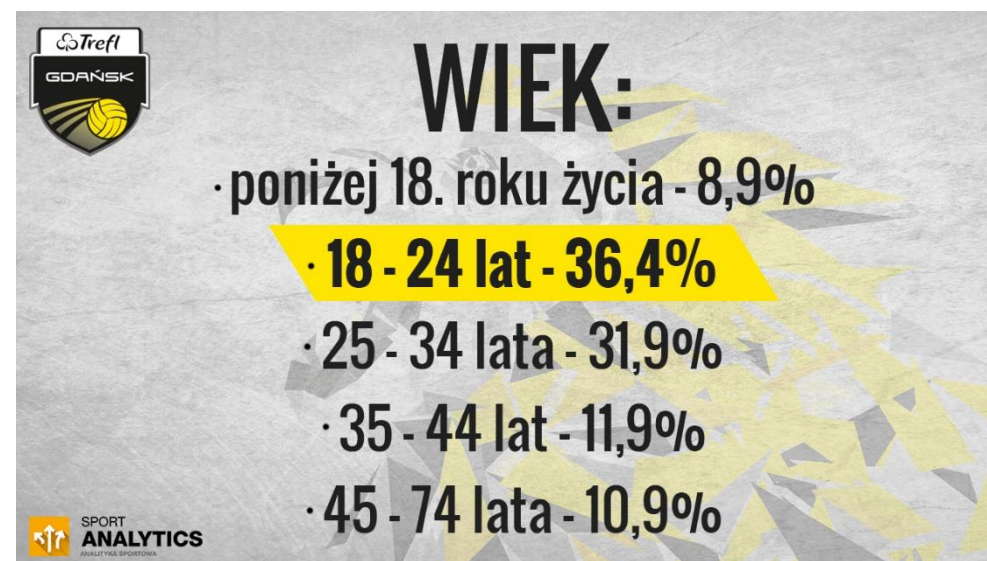 Trefl
GDAŃSK
WIEK:
· poniżej 18. roku życia - 8,9%
· 18 - 24 lat - 36,4%
· 25 - 34 lata - 31,9%
· 35 - 44 lat - 11,9%
· 45 - 74 lata - 10,9%
SPORT
ANALYTICS
ANALITYKA SPORTOWA